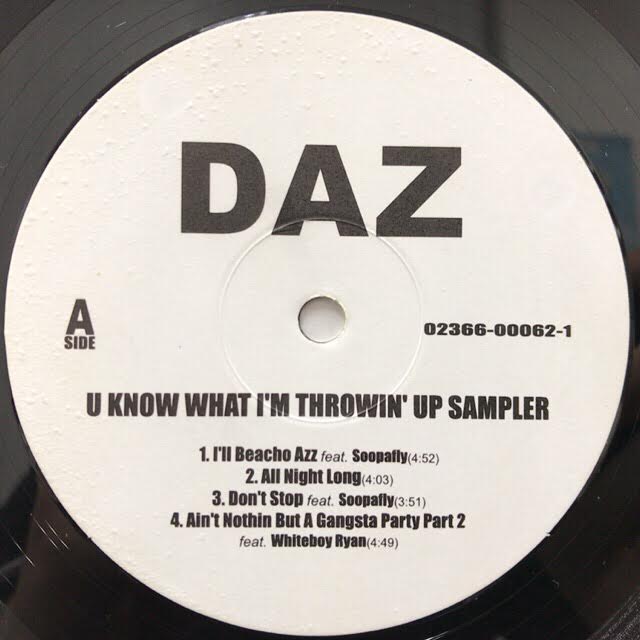 DAZ
A
SIDE
02366-00062-1
U KNOW WHAT I'M THROWIN' UP SAMPLER
1. I'll Beacho Azz feat. Soopafly(4:52)
2. All Night Long(4:03)
3. Don't Stop feat. Soopafly(3:51)
4. Ain't Nothin But A Gangsta Party Part 2
feat. Whiteboy Ryan(4:49)